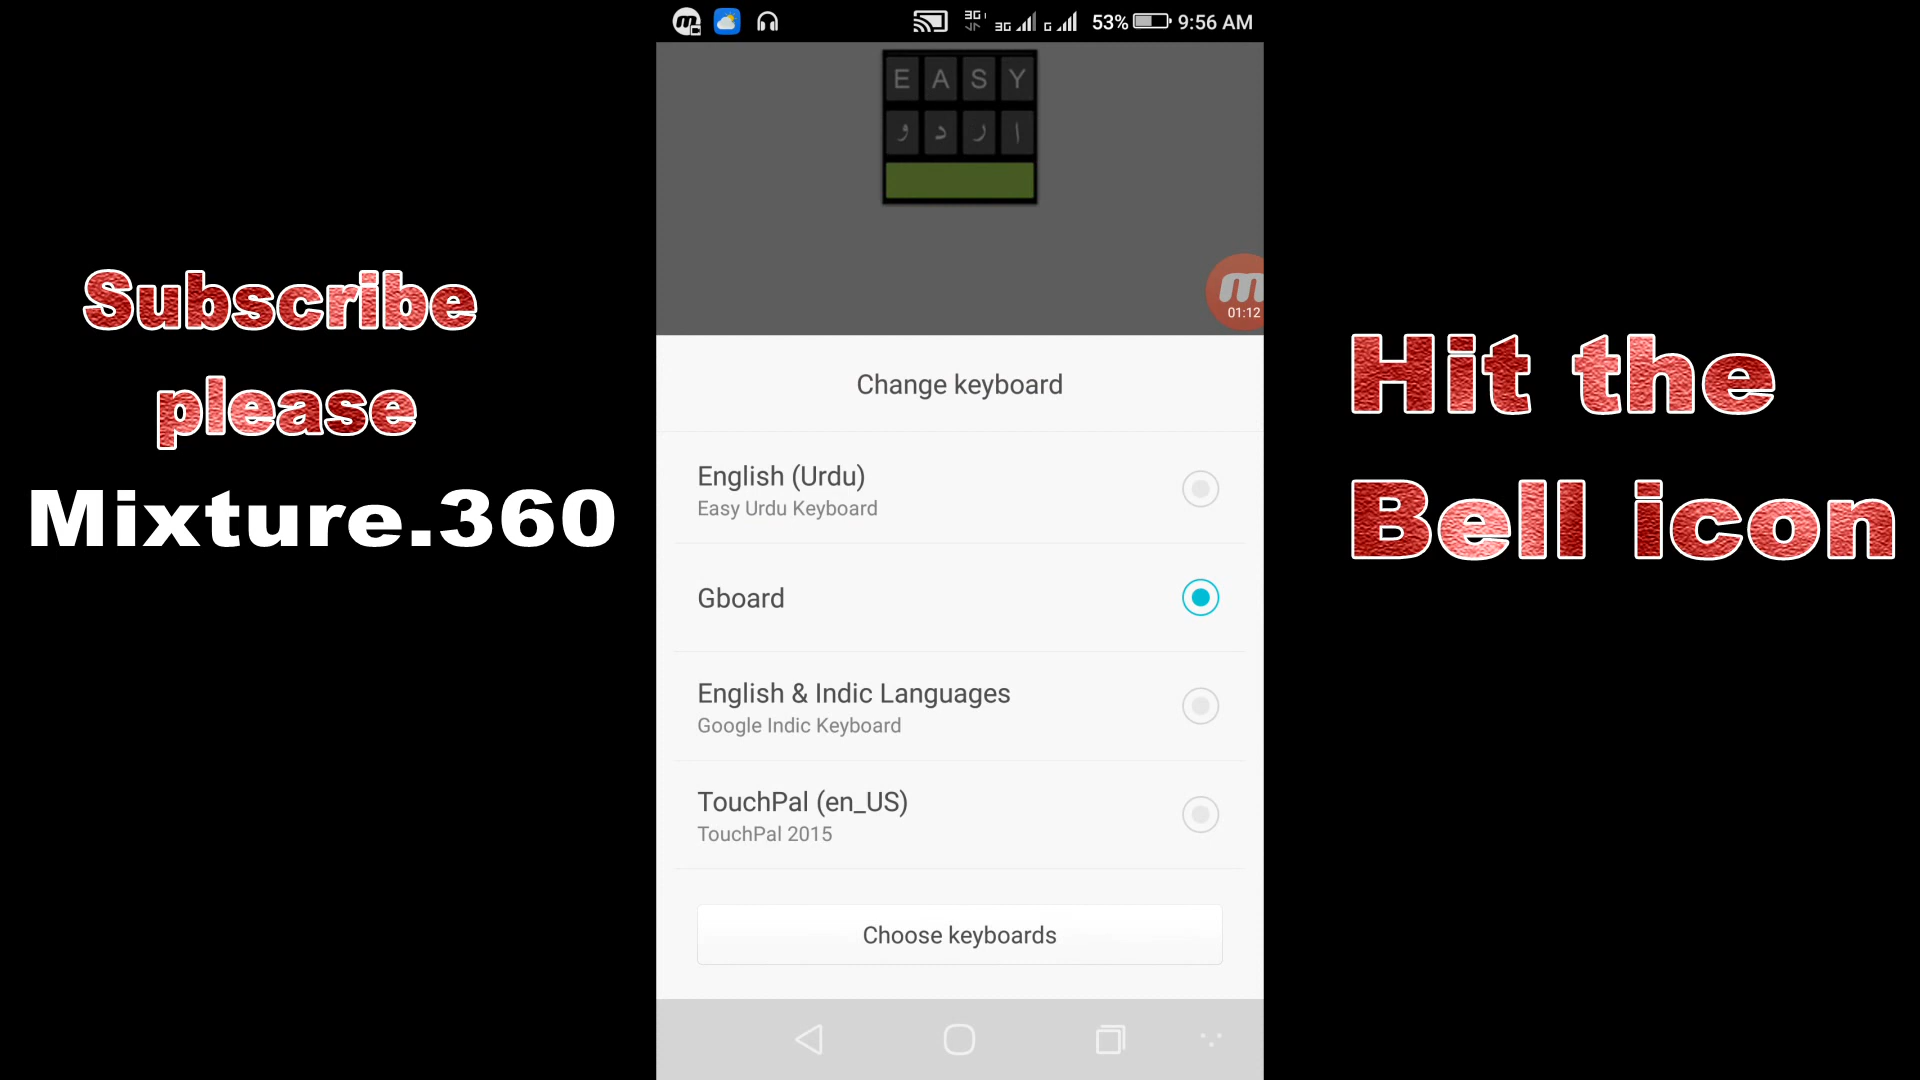 53% 9:56 AM
E A S Y
ا ر د و
01:12
Subscribe
please
Mixture.360
Change keyboard
English (Urdu)
Easy Urdu Keyboard
Gboard
English & Indic Languages
Google Indic Keyboard
TouchPal (en_US)
TouchPal 2015
Choose keyboards
Hit the
Bell icon